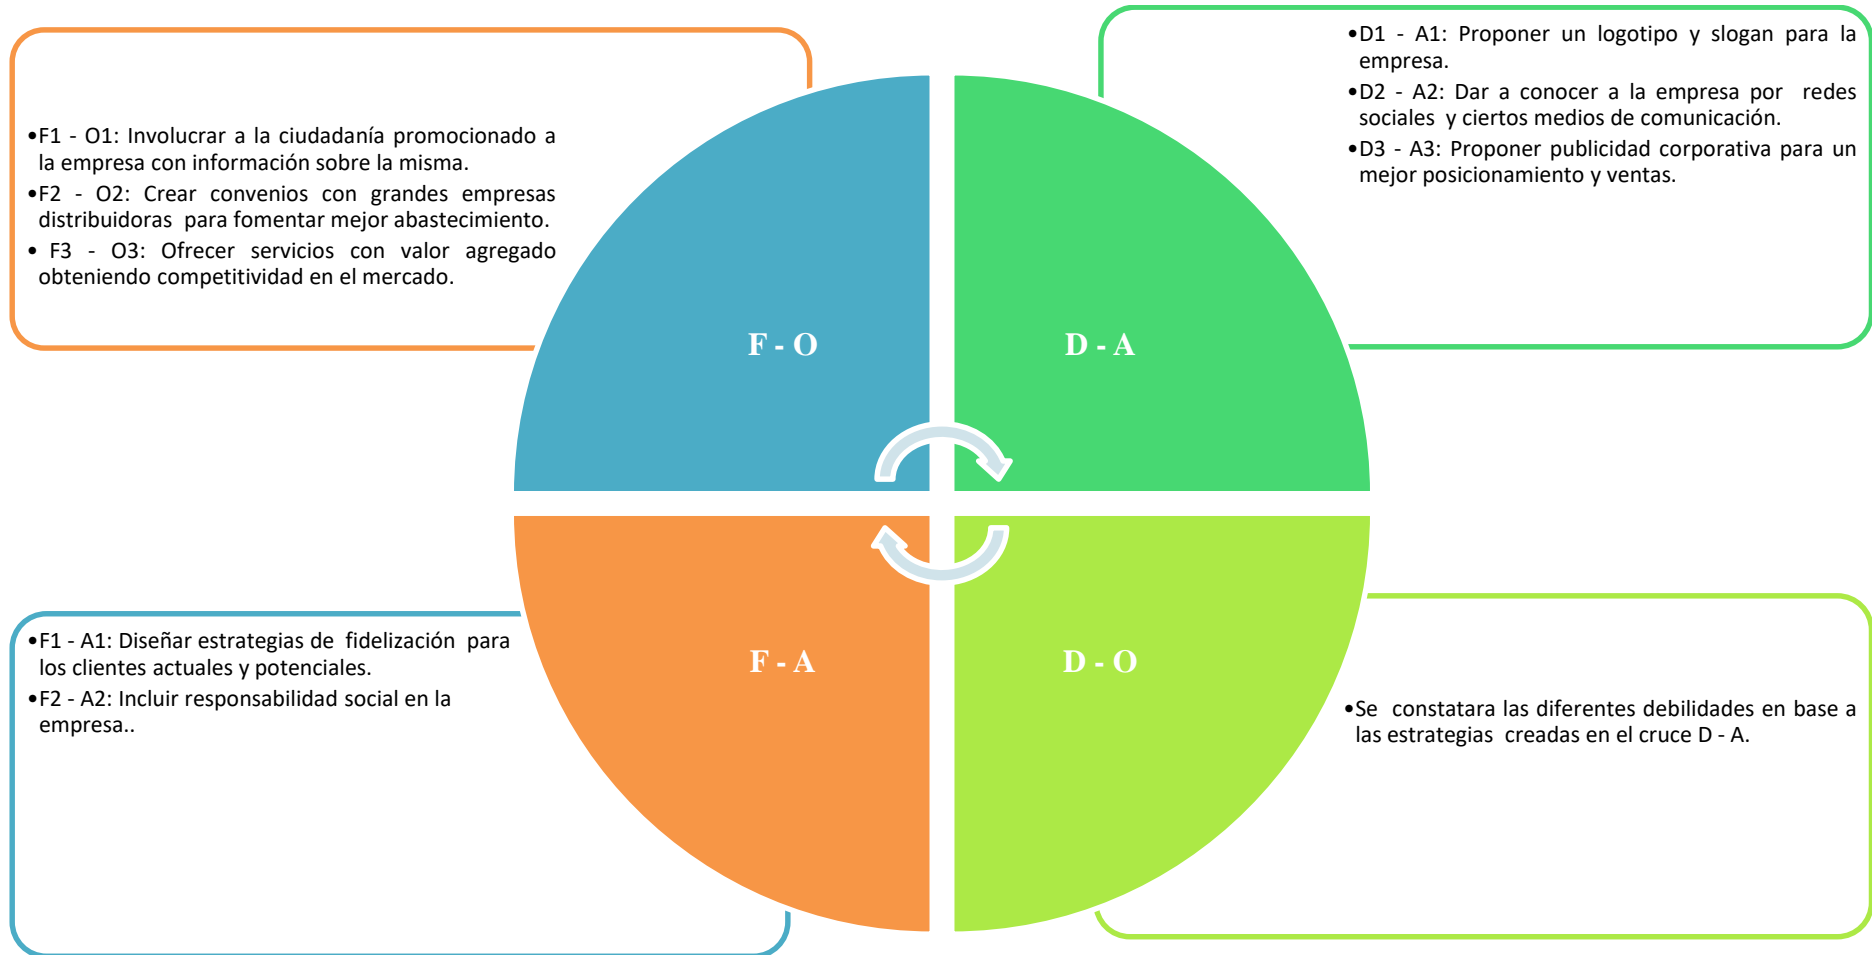 •F1 - O1: Involucrar a la ciudadanía promocionado a
la empresa con información sobre la misma.
•F2 - O2: Crear convenios con grandes empresas
distribuidoras para fomentar mejor abastecimiento.
• F3 - O3: Ofrecer servicios con valor agregado
obteniendo competitividad en el mercado.
•D1 - A1: Proponer un logotipo y slogan para la
empresa.
•D2 - A2: Dar a conocer a la empresa por redes
sociales y ciertos medios de comunicación.
•D3 - A3: Proponer publicidad corporativa para un
mejor posicionamiento y ventas.
F - O
D - A
F - A
D - O
•F1 - A1: Diseñar estrategias de fidelización para
los clientes actuales y potenciales.
•F2 - A2: Incluir responsabilidad social en la
empresa..
•Se constatara las diferentes debilidades en base a
las estrategias creadas en el cruce D - A.